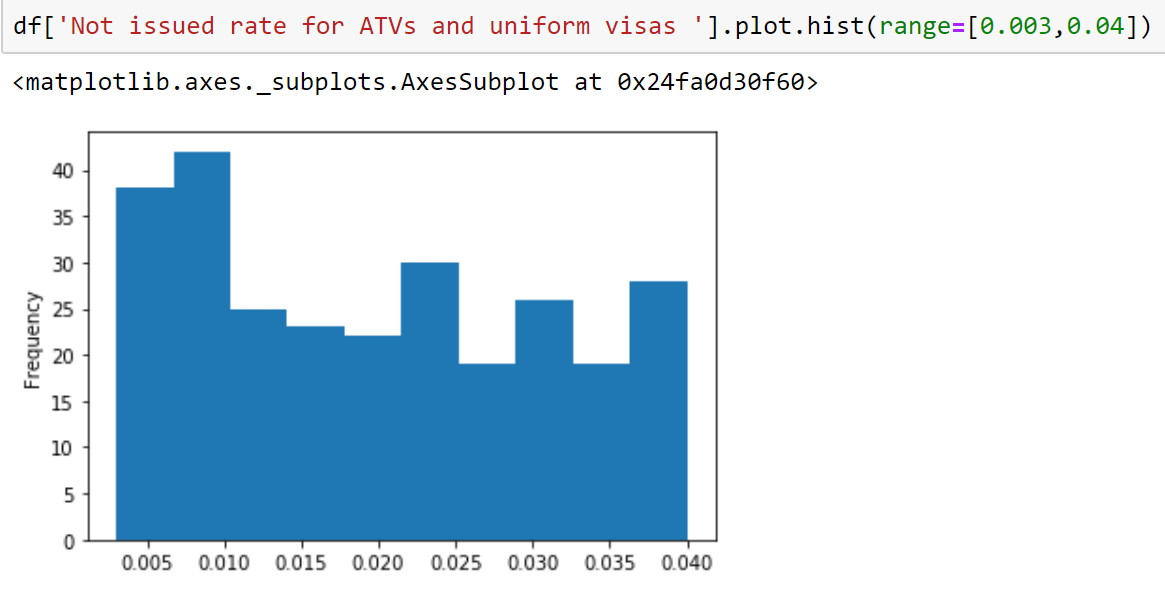 df['Not issued rate for ATVs and uniform visas '].plot.hist(range=[0.003,0.04])
<matplotlib.axes._subplots.AxesSubplot at 0x24fa0d30f60>
40
35
30
25
20
15
10
5
0
Frequency
0.005 0.010 0.015 0.020 0.025 0.030 0.035 0.040